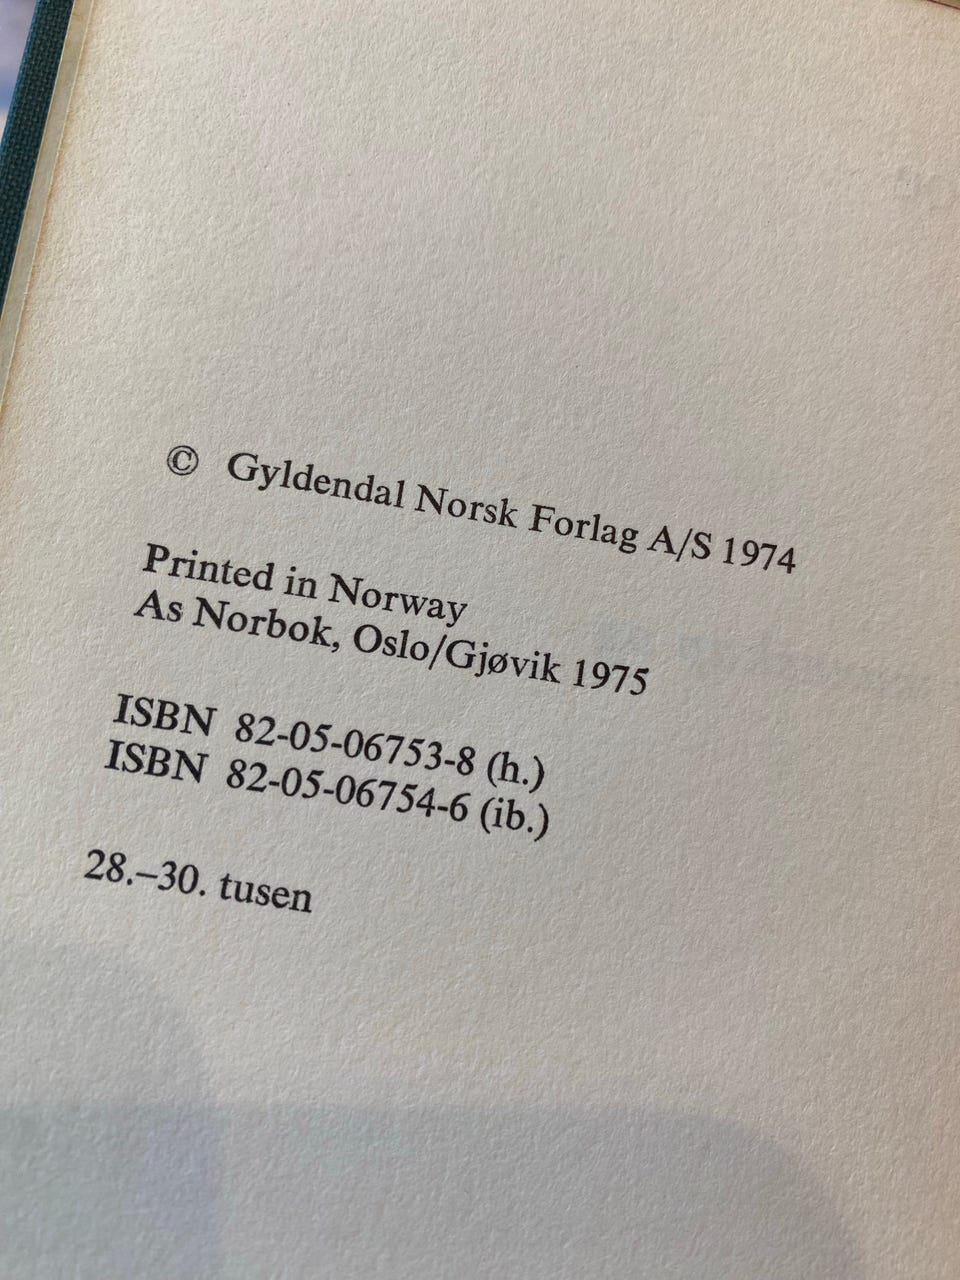 © Gyldendal Norsk Forlag A/S 1974
Printed in Norway
As Norbok, Oslo/Gjøvik 1975
ISBN 82-05-06753-8 (h.)
ISBN 82-05-06754-6 (ib.)
28.–30. tusen